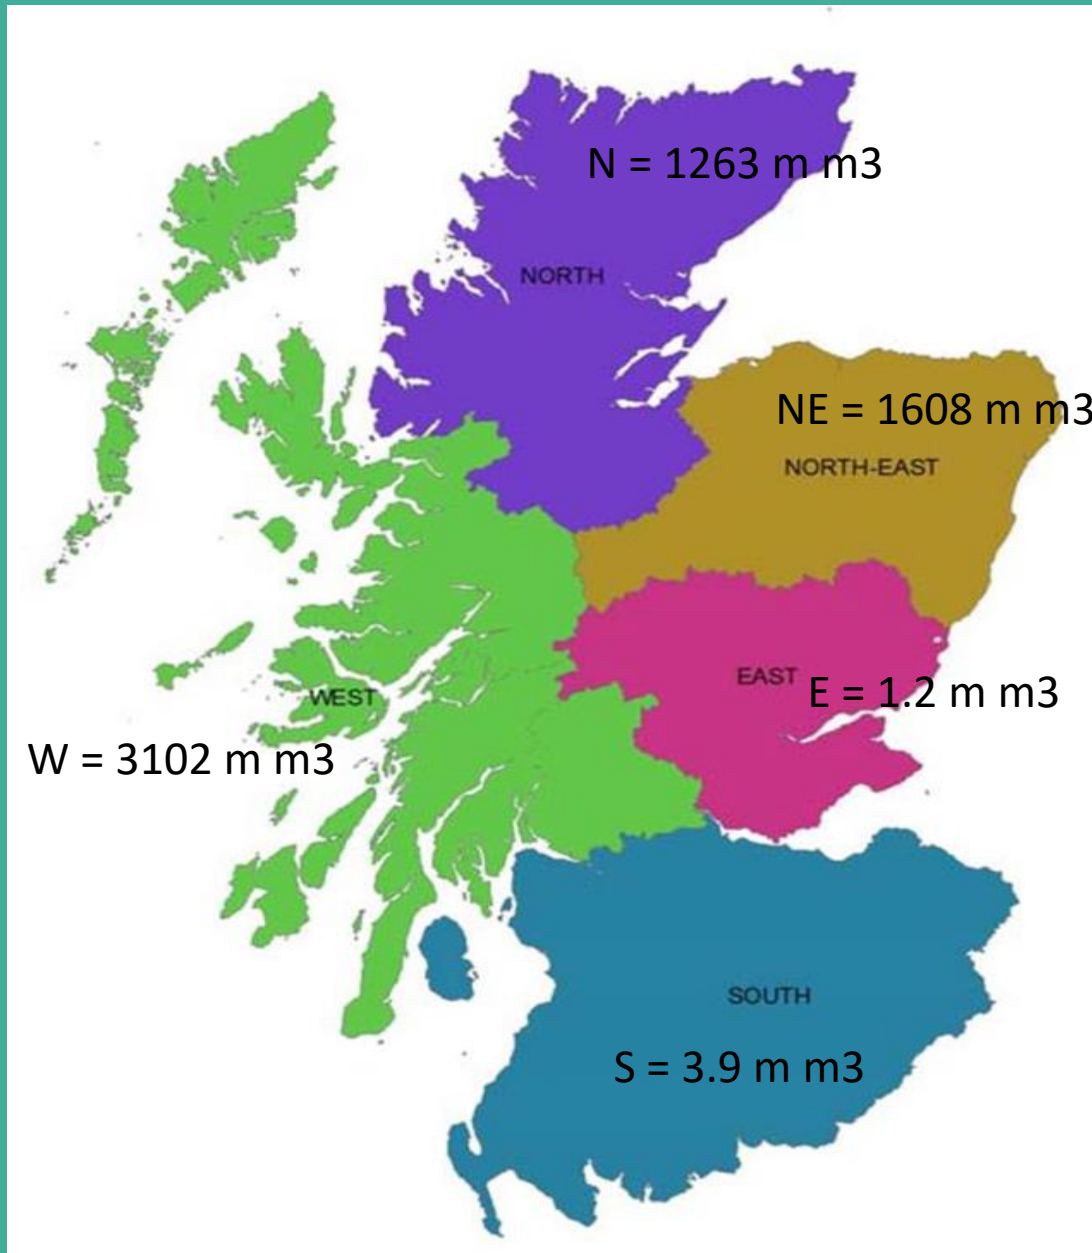 N = 1263 m m3
NORTH
NE = 1608 m m3
NORTH-EAST
EAST
E = 1.2 m m3
WEST
W = 3102 m m3
SOUTH
S = 3.9 m m3